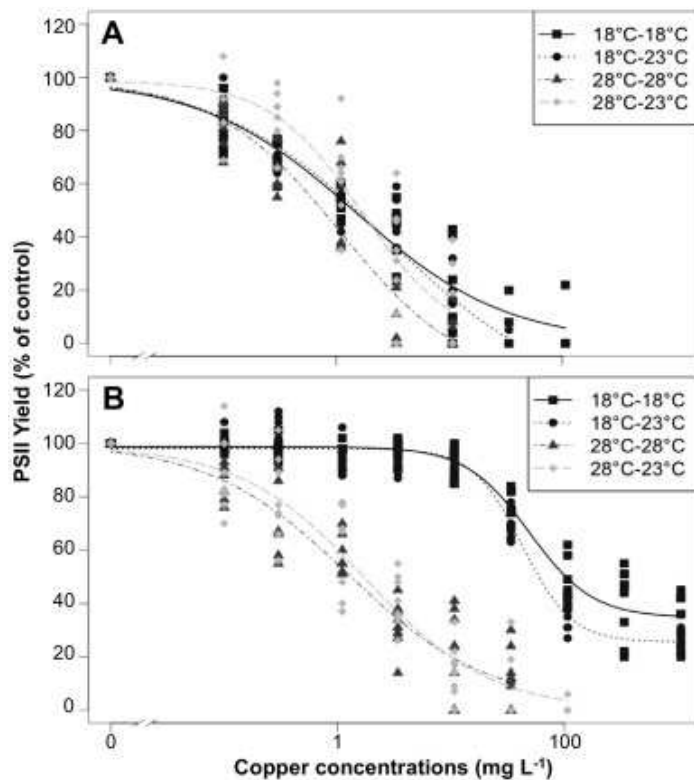 A
120
100
80
60
40
20
0
18°C-18°C
18°C-23°C
28°C-28°C
28°C-23°C
PSII Yield (% of control)
B
120
100
80
60
40
20
0
18°C-18°C
18°C-23°C
28°C-28°C
28°C-23°C
0
1
100
Copper concentrations (mg L⁻¹)